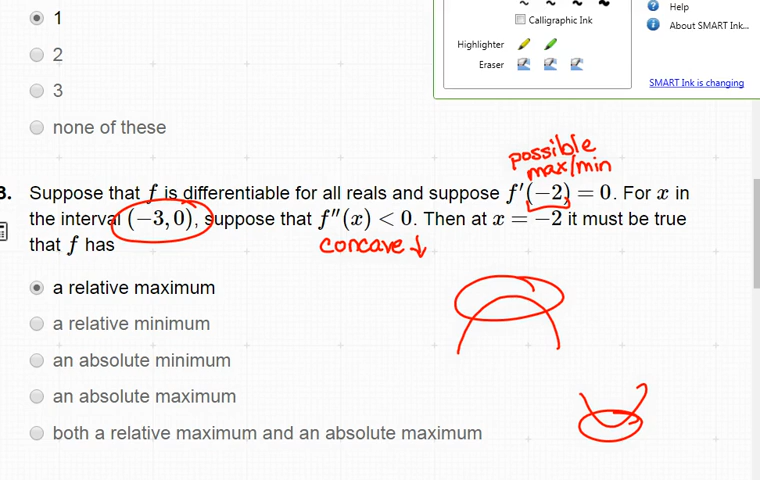 1
2
3
none of these
Calligraphic Ink
Highlighter
Eraser
Help
About SMART Ink...
SMART Ink is changing
possible
max/min
3. Suppose that f is differentiable for all reals and suppose f′(−2) = 0. For x in
the interval (−3, 0), suppose that f″(x) < 0. Then at x = −2 it must be true
that f has
concave ↓
a relative maximum
a relative minimum
an absolute minimum
an absolute maximum
both a relative maximum and an absolute maximum